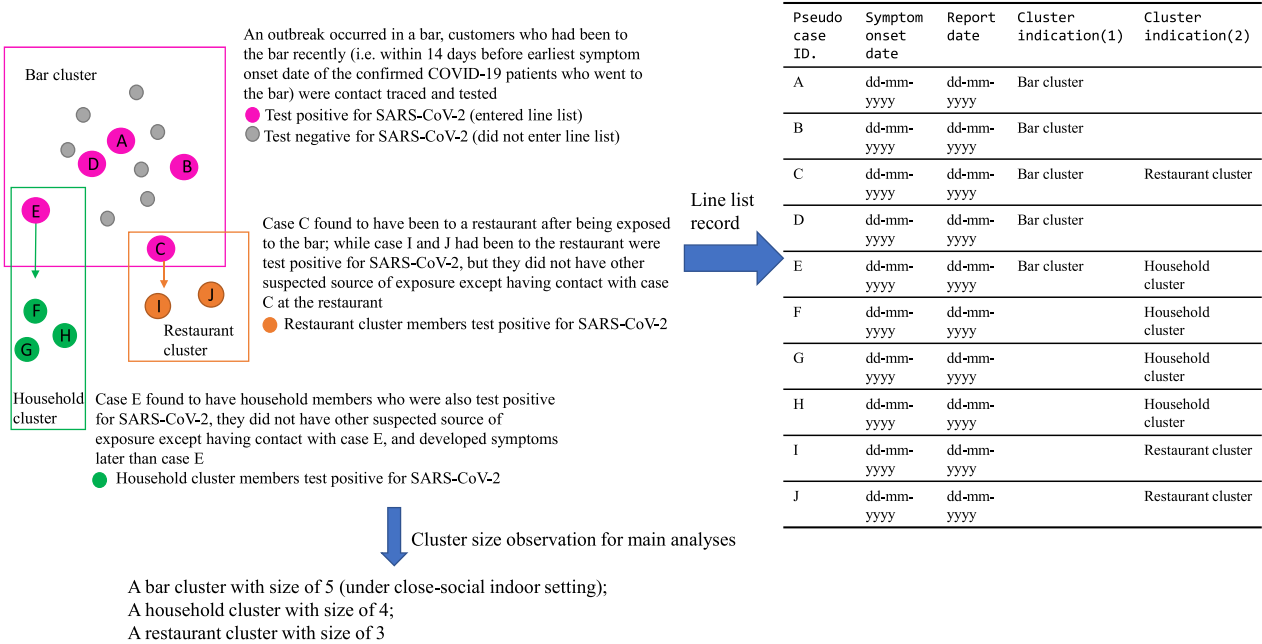 An outbreak occurred in a bar, customers who had been to
the bar recently (i.e. within 14 days before earliest symptom
onset date of the confirmed COVID-19 patients who went to
the bar) were contact traced and tested
Test positive for SARS-CoV-2 (entered line list)
Test negative for SARS-CoV-2 (did not enter line list)
Bar cluster
A
D
B
E
C
Case C found to have been to a restaurant after being exposed
to the bar; while case I and J had been to the restaurant were
test positive for SARS-CoV-2, but they did not have other
suspected source of exposure except having contact with case
C at the restaurant
Restaurant cluster members test positive for SARS-CoV-2
I
J
Restaurant
cluster
F
H
G
Household
cluster
Case E found to have household members who were also test positive
for SARS-CoV-2, they did not have other suspected source of
exposure except having contact with case E, and developed symptoms
later than case E
Household cluster members test positive for SARS-CoV-2
Cluster size observation for main analyses
A bar cluster with size of 5 (under close-social indoor setting);
A household cluster with size of 4;
A restaurant cluster with size of 3
Line list
record
Pseudo Symptom Report Cluster Cluster
case onset date indication(1) indication(2)
ID. date
A dd-mm- dd-mm- Bar cluster
yyyy yyyy
B dd-mm- dd-mm- Bar cluster
yyyy yyyy
C dd-mm- dd-mm- Bar cluster Restaurant cluster
yyyy yyyy
D dd-mm- dd-mm- Bar cluster
yyyy yyyy
E dd-mm- dd-mm- Bar cluster Household
yyyy yyyy cluster
F dd-mm- dd-mm- Household
yyyy yyyy cluster
G dd-mm- dd-mm- Household
yyyy yyyy cluster
H dd-mm- dd-mm- Household
yyyy yyyy cluster
I dd-mm- dd-mm- Restaurant cluster
yyyy yyyy
J dd-mm- dd-mm- Restaurant cluster
yyyy yyyy